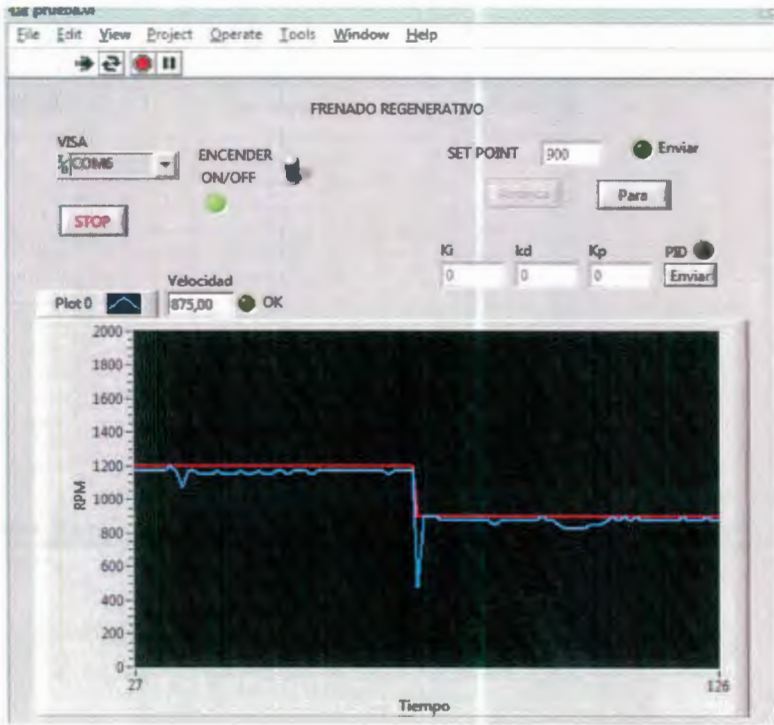 prueba.vi
File Edit View Project Operate Tools Window Help
FRENADO REGENERATIVO
VISA
COM6
ENCENDER
ON/OFF
STOP
SET POINT 900 Enviar
Para
Ki kd Kp PID
0 0 0 Enviar
Velocidad
Plot 0 875,00 OK
2000
1800
1600
1400
1200
1000
800
600
400
200
0
RPM
27 126
Tiempo